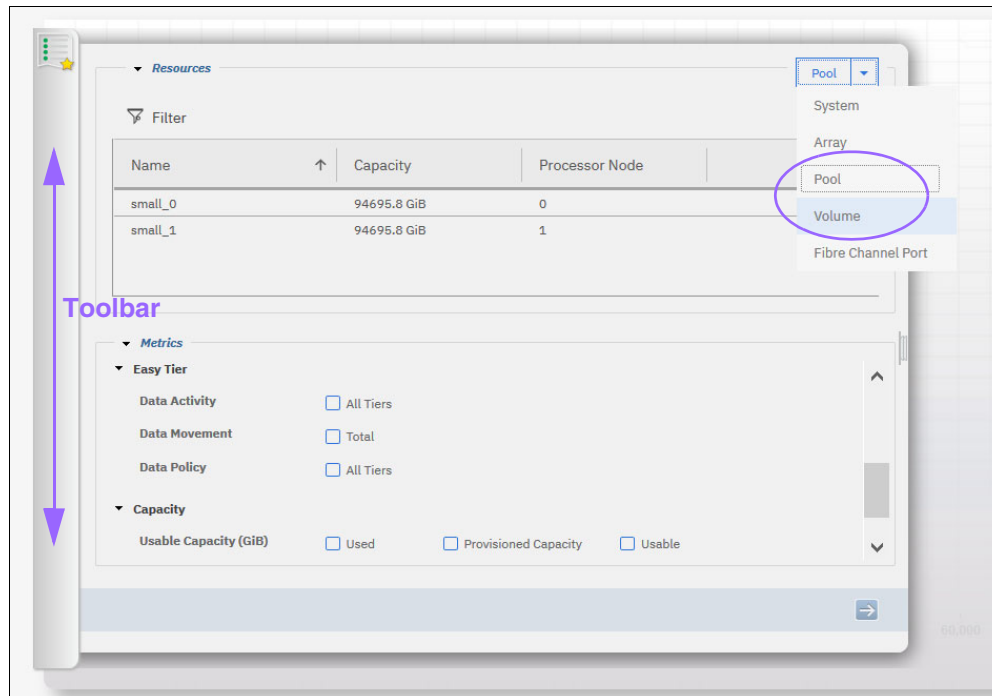 Resources
Pool
Filter
System
Array
Pool
Volume
Fibre Channel Port
Name Capacity Processor Node
small_0 94695.8 GiB 0
small_1 94695.8 GiB 1
Toolbar
Metrics
Easy Tier
Data Activity All Tiers
Data Movement Total
Data Policy All Tiers
Capacity
Usable Capacity (GiB) Used Provisioned Capacity Usable
60,000